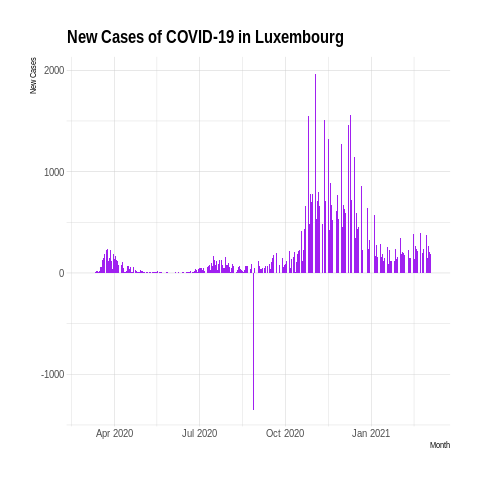 New Cases of COVID-19 in Luxembourg
New Cases
2000
1000
0
-1000
Apr 2020 Jul 2020 Oct 2020 Jan 2021
Month